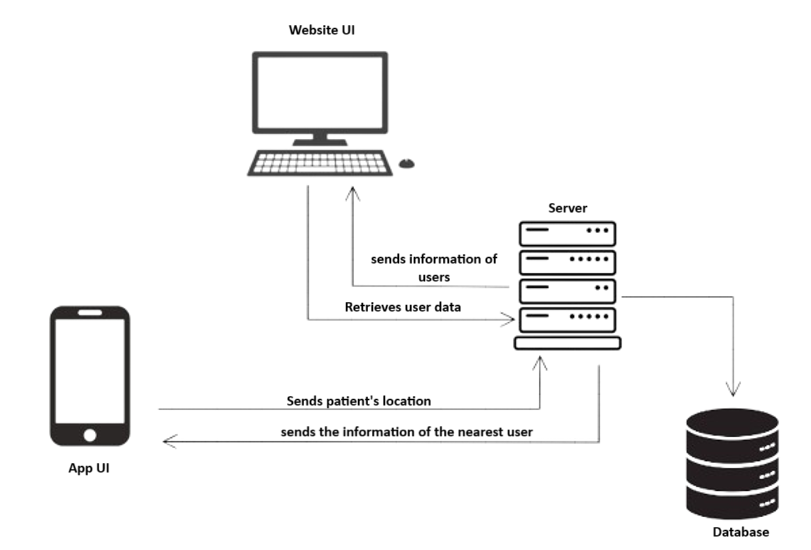 Website UI
Server
sends information of
users
Retrieves user data
Sends patient's location
sends the information of the nearest user
App UI
Database